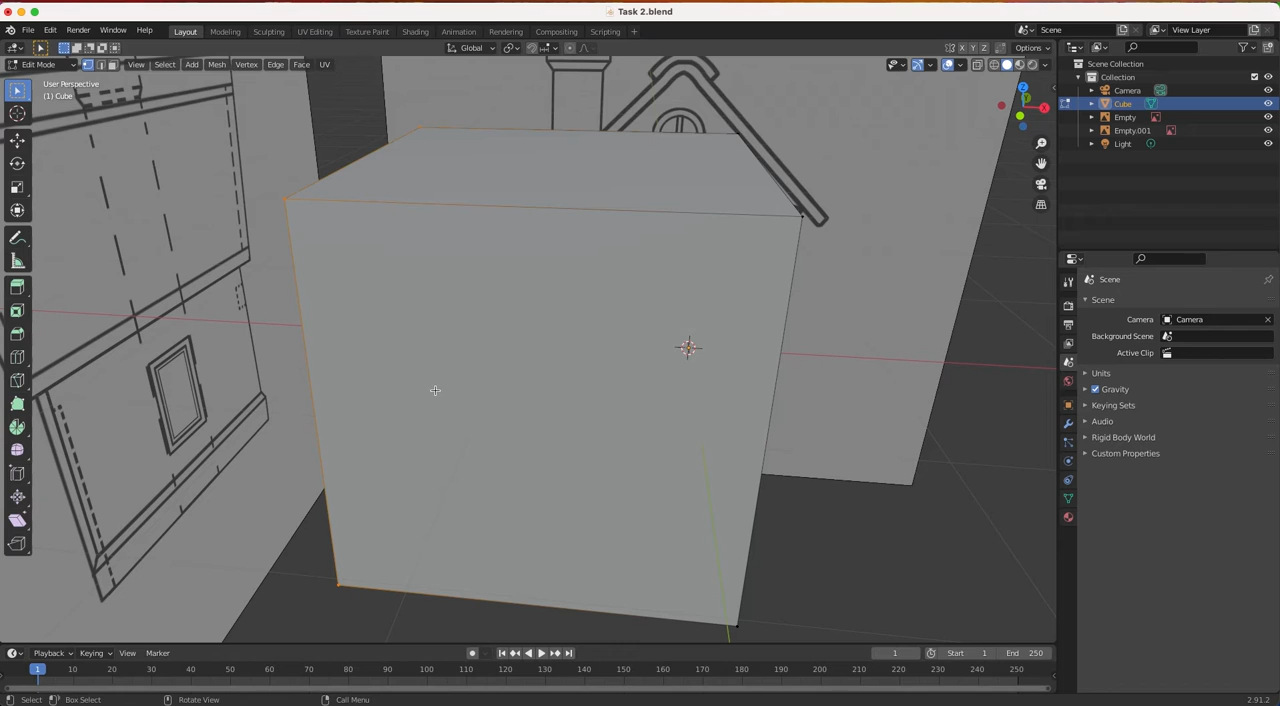 Task 2.blend
File Edit Render Window Help Layout Modeling Sculpting UV Editing Texture Paint Shading Animation Rendering Compositing Scripting + Scene View Layer
Global X Y Z Options
Edit Mode View Select Add Mesh Vertex Edge Face UV
User Perspective
(1) Cube
Z
Y
X
Scene Collection
Collection
Camera
Cube
Empty
Empty.001
Light
Scene
Scene
Camera Camera
Background Scene
Active Clip
Units
Gravity
Keying Sets
Audio
Rigid Body World
Custom Properties
Playback Keying View Marker 1 Start 1 End 250
1 10 20 30 40 50 60 70 80 90 100 110 120 130 140 150 160 170 180 190 200 210 220 230 240 250
Select Box Select Rotate View Call Menu 2.91.2